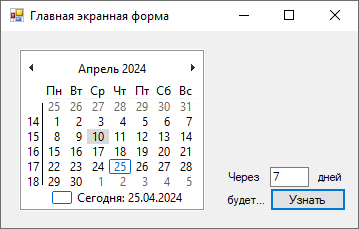 Главная экранная форма
Апрель 2024
Пн Вт Ср Чт Пт Сб Вс
25 26 27 28 29 30 31
14 1 2 3 4 5 6 7
15 8 9 10 11 12 13 14
16 15 16 17 18 19 20 21
17 22 23 24 25 26 27 28
18 29 30 1 2 3 4 5
Сегодня: 25.04.2024
Через 7 дней
будет... Узнать